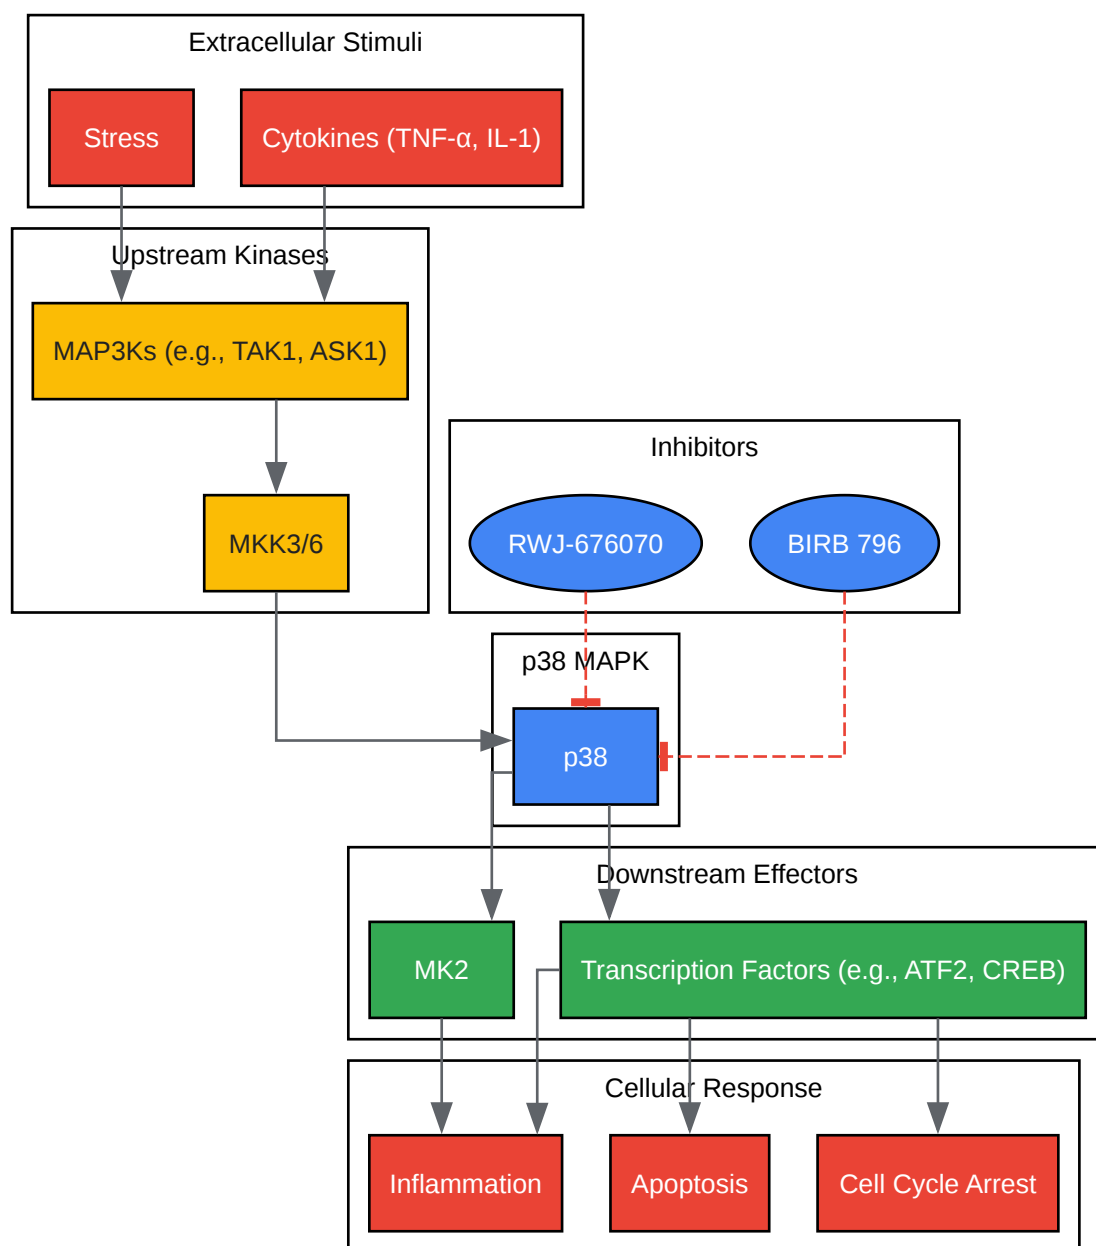 Extracellular Stimuli
Stress
Cytokines (TNF-α, IL-1)
Upstream Kinases
MAP3Ks (e.g., TAK1, ASK1)
Inhibitors
MKK3/6
RWJ-676070
BIRB 796
p38 MAPK
p38
Downstream Effectors
MK2
Transcription Factors (e.g., ATF2, CREB)
Cellular Response
Inflammation
Apoptosis
Cell Cycle Arrest